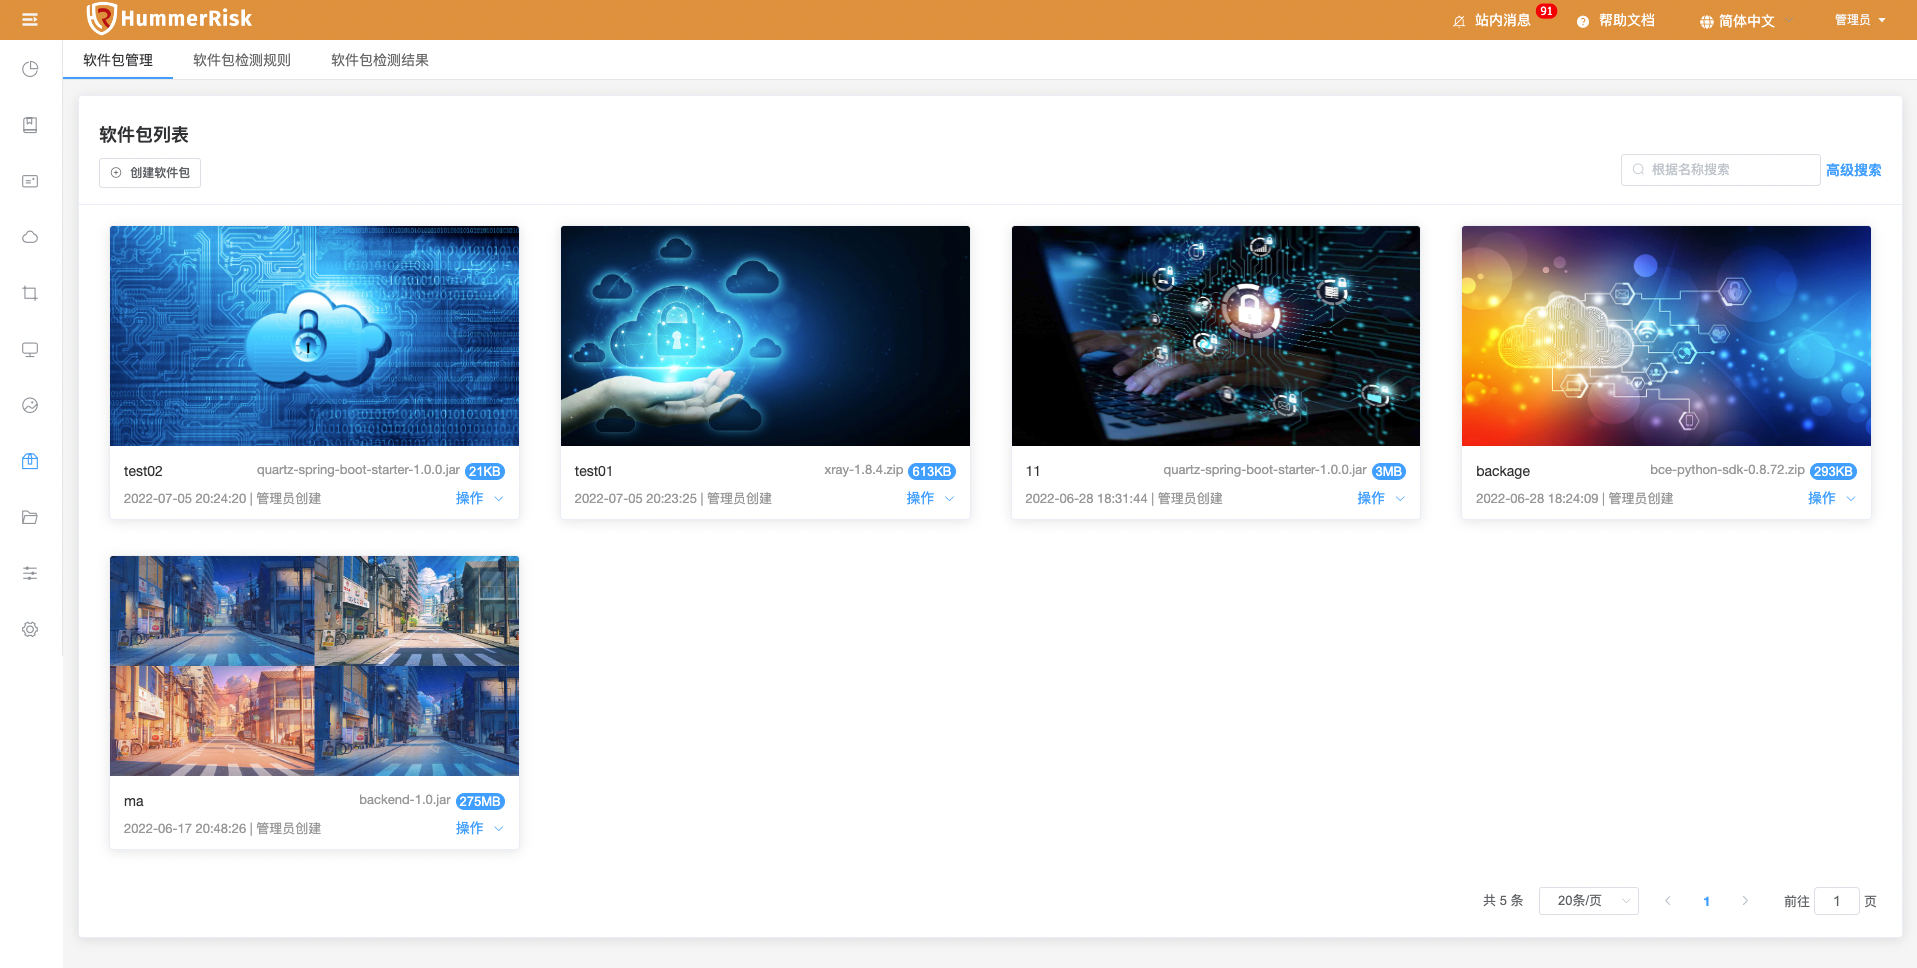 HummerRisk
站内消息 91
帮助文档
简体中文
管理员
软件包管理
软件包检测规则
软件包检测结果
软件包列表
创建软件包
根据名称搜索
高级搜索
test02
quartz-spring-boot-starter-1.0.0.jar 21KB
2022-07-05 20:24:20 | 管理员创建
操作
test01
xray-1.8.4.zip 613KB
2022-07-05 20:23:25 | 管理员创建
操作
11
quartz-spring-boot-starter-1.0.0.jar 3MB
2022-06-28 18:31:44 | 管理员创建
操作
backage
bce-python-sdk-0.8.72.zip 293KB
2022-06-28 18:24:09 | 管理员创建
操作
ma
backend-1.0.jar 275MB
2022-06-17 20:48:26 | 管理员创建
操作
共 5 条
20条/页
1
前往 1 页